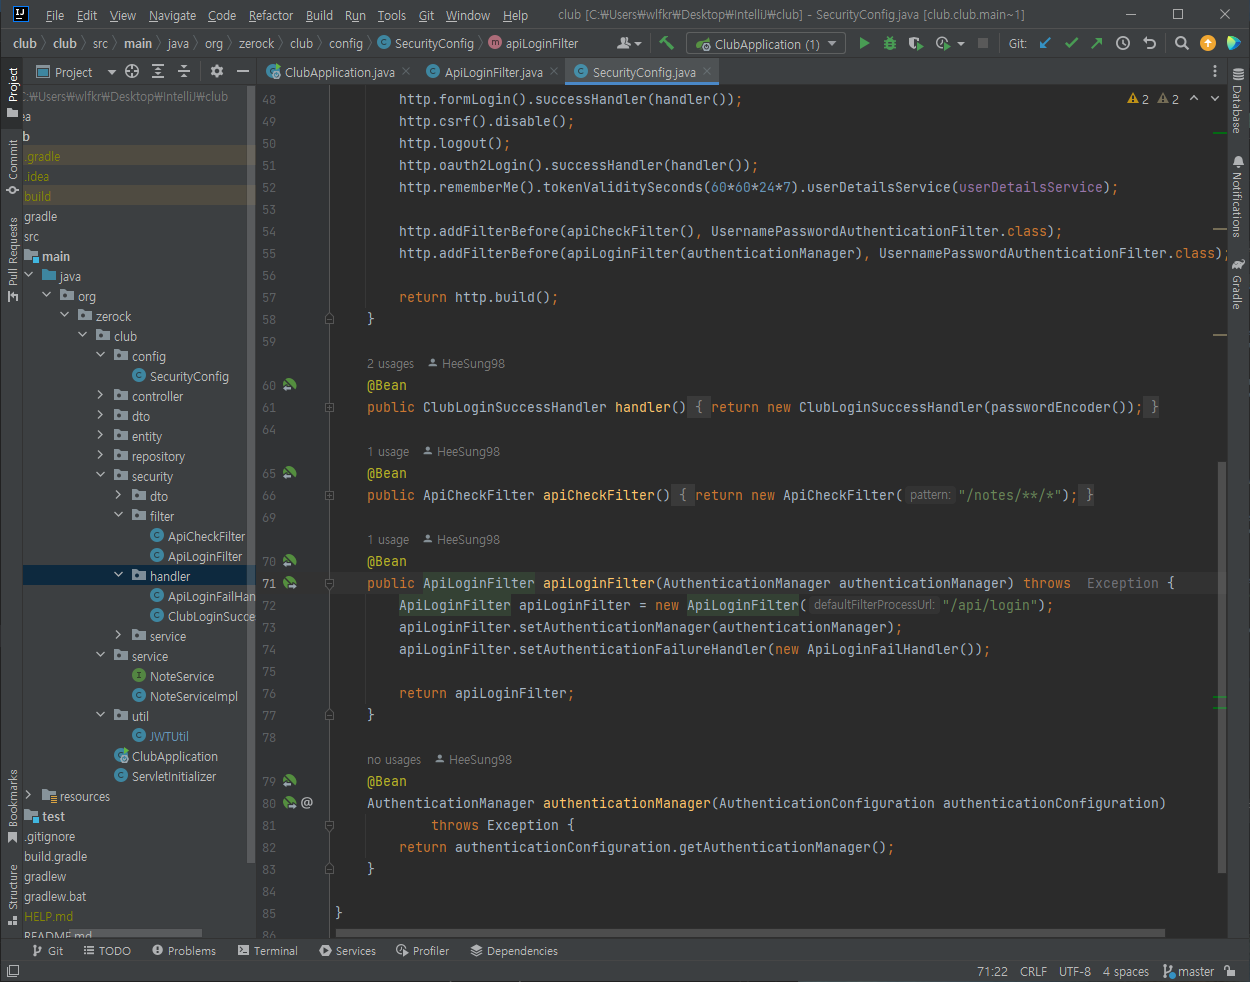 File Edit View Navigate Code Refactor Build Run Tools Git Window Help club [C:₩Users₩wlfkr₩Desktop₩IntelliJ₩club] - SecurityConfig.java [club.club.main~1]
club club src main java org zerock club config SecurityConfig apiLoginFilter ClubApplication (1) Git:
Project ClubApplication.java ApiLoginFilter.java SecurityConfig.java
Project
Commit
Pull Requests
Bookmarks
Structure
:₩Users₩wlfkr₩Desktop₩IntelliJ₩club
ea
b
.gradle
.idea
build
gradle
src
main
java
org
zerock
club
config
SecurityConfig
controller
dto
entity
repository
security
dto
filter
ApiCheckFilter
ApiLoginFilter
handler
ApiLoginFailHan
ClubLoginSucce
service
service
NoteService
NoteServiceImpl
util
JWTUtil
ClubApplication
ServletInitializer
resources
test
.gitignore
build.gradle
gradlew
gradlew.bat
HELP.md
README.md
2 2
48 http.formLogin().successHandler(handler());
49 http.csrf().disable();
50 http.logout();
51 http.oauth2Login().successHandler(handler());
52 http.rememberMe().tokenValiditySeconds(60*60*24*7).userDetailsService(userDetailsService);
53
54 http.addFilterBefore(apiCheckFilter(), UsernamePasswordAuthenticationFilter.class);
55 http.addFilterBefore(apiLoginFilter(authenticationManager), UsernamePasswordAuthenticationFilter.class);
56
57 return http.build();
58 }
59
2 usages HeeSung98
60 @Bean
61 public ClubLoginSuccessHandler handler() { return new ClubLoginSuccessHandler(passwordEncoder()); }
64
1 usage HeeSung98
65 @Bean
66 public ApiCheckFilter apiCheckFilter() { return new ApiCheckFilter( pattern: "/notes/**/*"); }
69
1 usage HeeSung98
70 @Bean
71 public ApiLoginFilter apiLoginFilter(AuthenticationManager authenticationManager) throws Exception {
72 ApiLoginFilter apiLoginFilter = new ApiLoginFilter( defaultFilterProcessUrl: "/api/login");
73 apiLoginFilter.setAuthenticationManager(authenticationManager);
74 apiLoginFilter.setAuthenticationFailureHandler(new ApiLoginFailHandler());
75
76 return apiLoginFilter;
77 }
78
no usages HeeSung98
79 @Bean
80 @ AuthenticationManager authenticationManager(AuthenticationConfiguration authenticationConfiguration)
81 throws Exception {
82 return authenticationConfiguration.getAuthenticationManager();
83 }
84
85 }
86
Database
Notifications
Gradle
Git TODO Problems Terminal Services Profiler Dependencies
71:22 CRLF UTF-8 4 spaces master